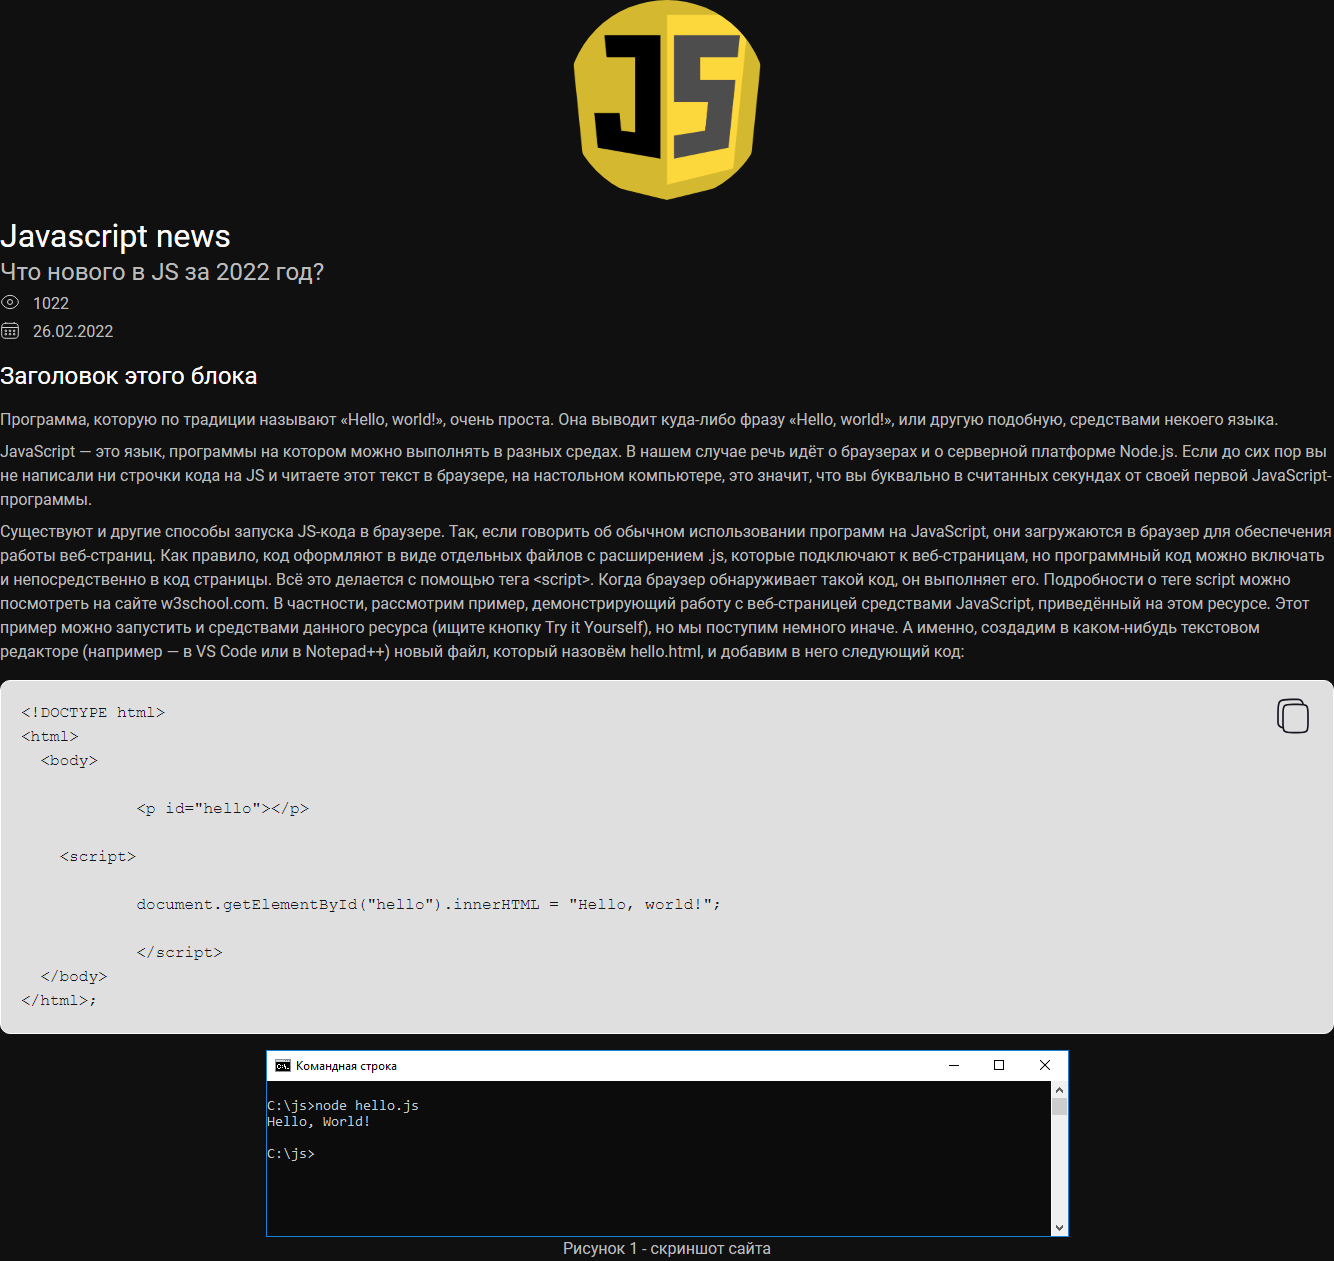 JS
Javascript news
Что нового в JS за 2022 год?
1022
26.02.2022
Заголовок этого блока
Программа, которую по традиции называют «Hello, world!», очень проста. Она выводит куда-либо фразу «Hello, world!», или другую подобную, средствами некоего языка.
JavaScript — это язык, программы на котором можно выполнять в разных средах. В нашем случае речь идёт о браузерах и о серверной платформе Node.js. Если до сих пор вы
не написали ни строчки кода на JS и читаете этот текст в браузере, на настольном компьютере, это значит, что вы буквально в считанных секундах от своей первой JavaScript-
программы.
Существуют и другие способы запуска JS-кода в браузере. Так, если говорить об обычном использовании программ на JavaScript, они загружаются в браузер для обеспечения
работы веб-страниц. Как правило, код оформляют в виде отдельных файлов с расширением .js, которые подключают к веб-страницам, но программный код можно включать
и непосредственно в код страницы. Всё это делается с помощью тега <script>. Когда браузер обнаруживает такой код, он выполняет его. Подробности о теге script можно
посмотреть на сайте w3school.com. В частности, рассмотрим пример, демонстрирующий работу с веб-страницей средствами JavaScript, приведённый на этом ресурсе. Этот
пример можно запустить и средствами данного ресурса (ищите кнопку Try it Yourself), но мы поступим немного иначе. А именно, создадим в каком-нибудь текстовом
редакторе (например — в VS Code или в Notepad++) новый файл, который назовём hello.html, и добавим в него следующий код:
<!DOCTYPE html>
<html>
  <body>
            <p id="hello"></p>
    <script>
            document.getElementById("hello").innerHTML = "Hello, world!";
            </script>
  </body>
</html>;
C:\. Командная строка
C:\js>node hello.js
Hello, World!
C:\js>
Рисунок 1 - скриншот сайта